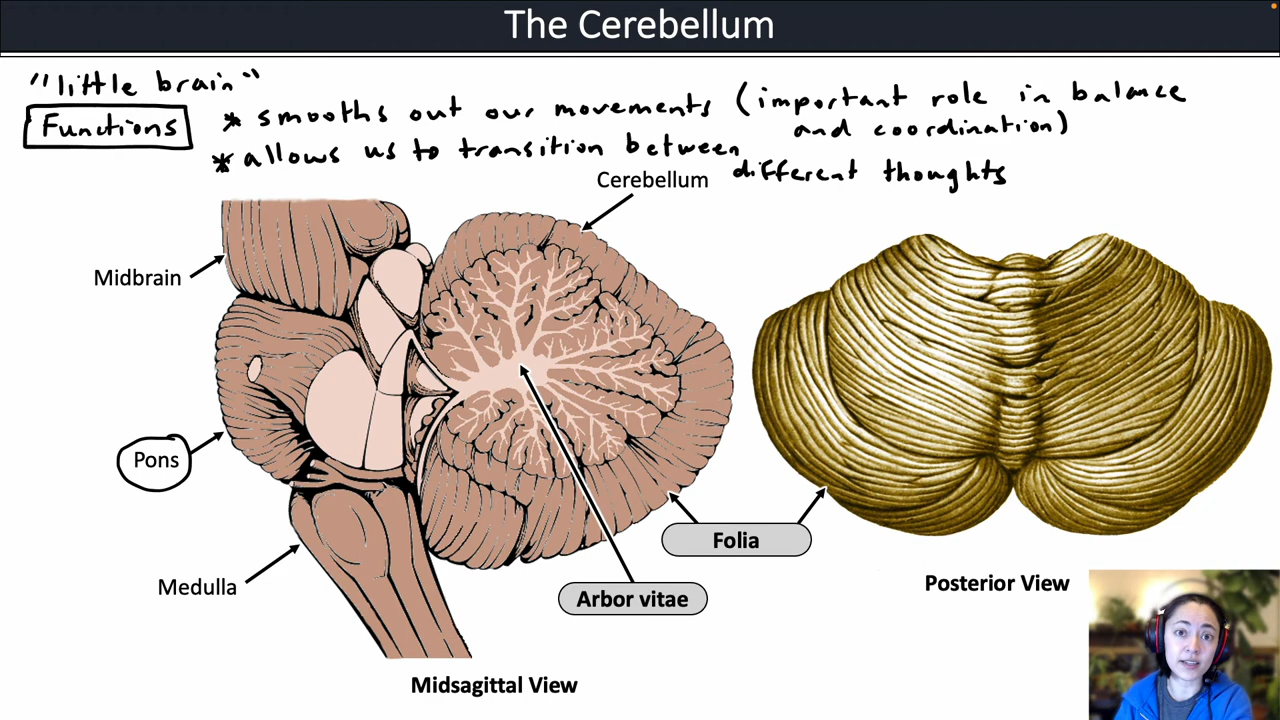 The Cerebellum
"little brain"
Functions
* smooths out our movements (important role in balance
and coordination)
* allows us to transition between
different thoughts
Cerebellum
Midbrain
Pons
Folia
Medulla
Arbor vitae
Posterior View
Midsagittal View